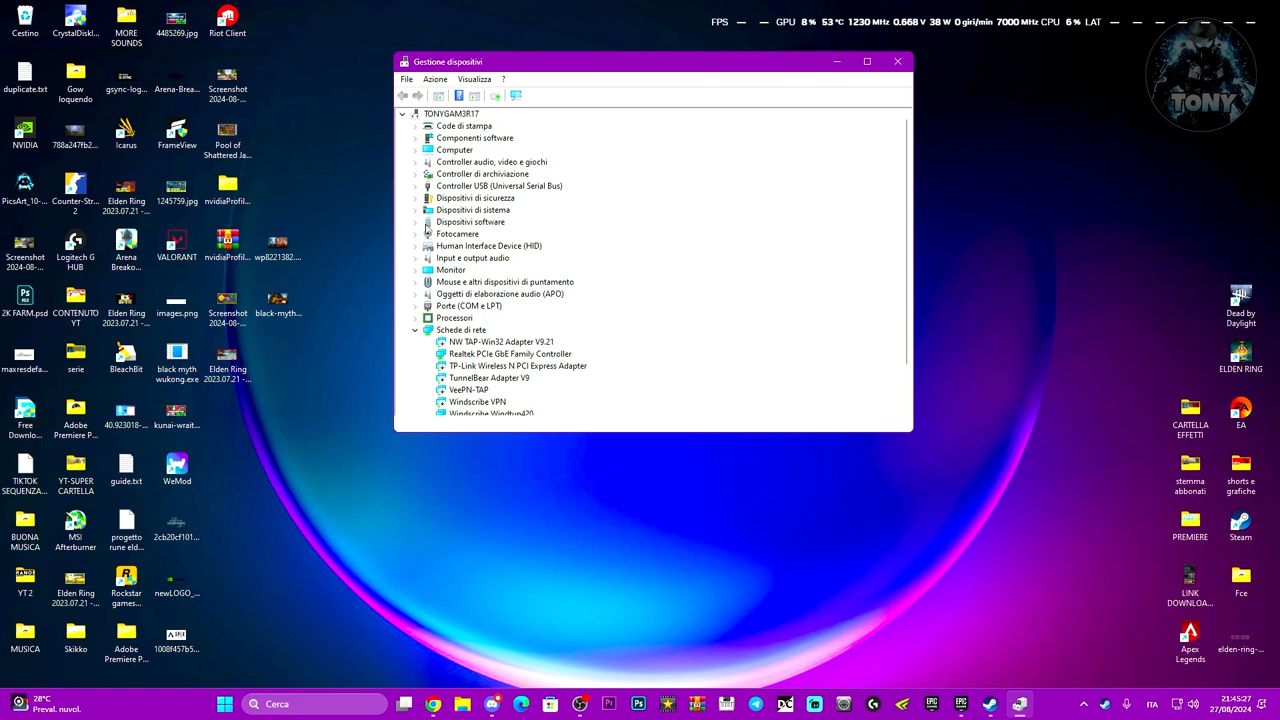 FPS — — GPU 8 % 53 °C 1230 MHz 0.668 V 38 W 0 giri/min 7000 MHz CPU 6 % LAT — — — — —
TONY
Cestino
CrystalDiskI...
MORE SOUNDS
4485269.jpg
Riot Client
duplicate.txt
Gow loquendo
gsync-log...
Arena-Brea...
Screenshot 2024-08-...
NVIDIA
788a247fb2...
Icarus
FrameView
Pool of Shattered Ja...
PicsArt_10-...
Counter-Str... 2
Elden Ring 2023.07.21 -...
1245759.jpg
nvidiaProfil...
Screenshot 2024-08-...
Logitech G HUB
Arena Breako...
VALORANT
nvidiaProfil...
wp8221382...
2K FARM.psd
CONTENUTO YT
Elden Ring 2023.07.21 -...
images.png
Screenshot 2024-08-...
black-myth...
maxresdefa...
serie
BleachBit
black myth wukong.exe
Elden Ring 2023.07.21 -...
Free Downlo...
Adobe Premiere P...
40.923018-...
kunai-wrait...
TIKTOK SEQUENZA...
YT-SUPER CARTELLA
guide.txt
WeMod
BUONA MUSICA
MSI Afterburner
progetto rune eld...
2cb20cf101...
YT 2
Elden Ring 2023.07.21 -...
Rockstar games...
newLOGO_...
MUSICA
Skikko
Adobe Premiere P...
1008f457b5...
Gestione dispositivi
File Azione Visualizza ?
TONYGAM3R17
Code di stampa
Componenti software
Computer
Controller audio, video e giochi
Controller di archiviazione
Controller USB (Universal Serial Bus)
Dispositivi di sicurezza
Dispositivi di sistema
Dispositivi software
Fotocamere
Human Interface Device (HID)
Input e output audio
Monitor
Mouse e altri dispositivi di puntamento
Oggetti di elaborazione audio (APO)
Porte (COM e LPT)
Processori
Schede di rete
NW TAP-Win32 Adapter V9.21
Realtek PCIe GbE Family Controller
TP-Link Wireless N PCI Express Adapter
TunnelBear Adapter V9
VeePN-TAP
Windscribe VPN
Windscribe Windtun420
Dead by Daylight
ELDEN RING
CARTELLA EFFETTI
EA
stemma abbonati
shorts e grafiche
PREMIERE
Steam
LINK DOWNLOA...
Fce
Apex Legends
elden-ring-...
28°C
Preval. nuvol.
Cerca
ITA
21:45:27
27/08/2024